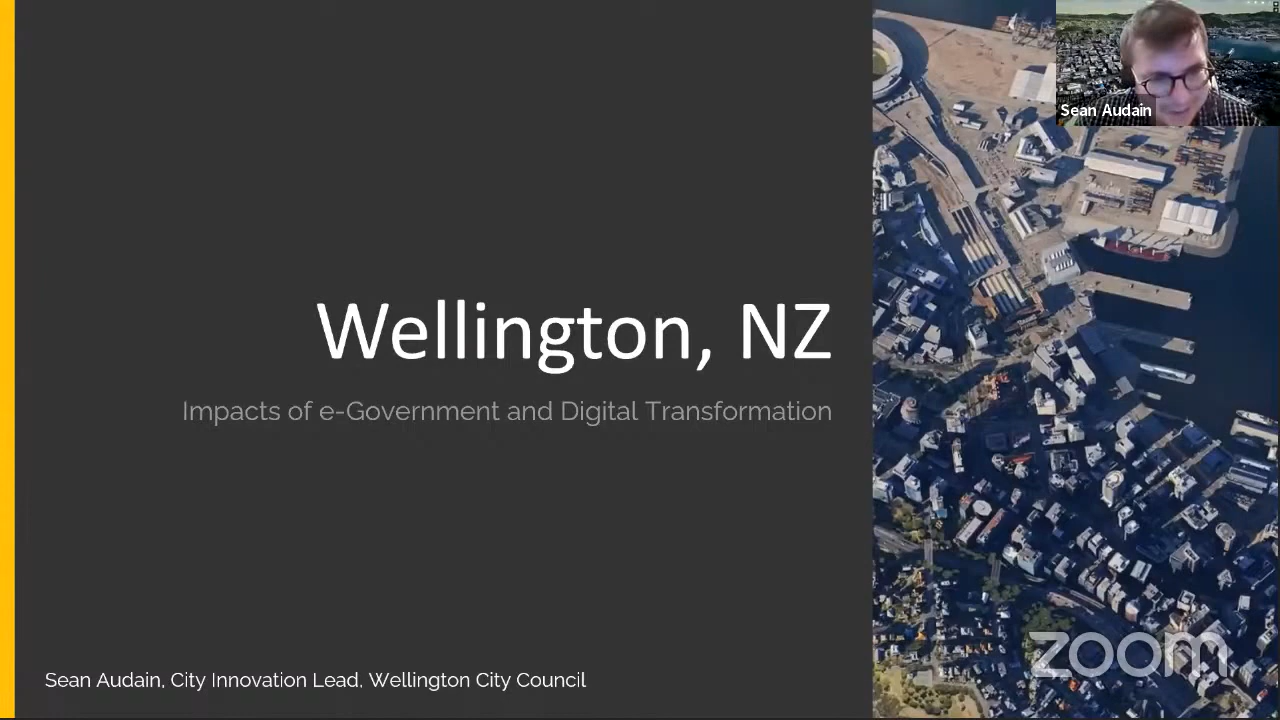 Sean Audain
Wellington, NZ
Impacts of e-Government and Digital Transformation
Sean Audain, City Innovation Lead, Wellington City Council
zoom